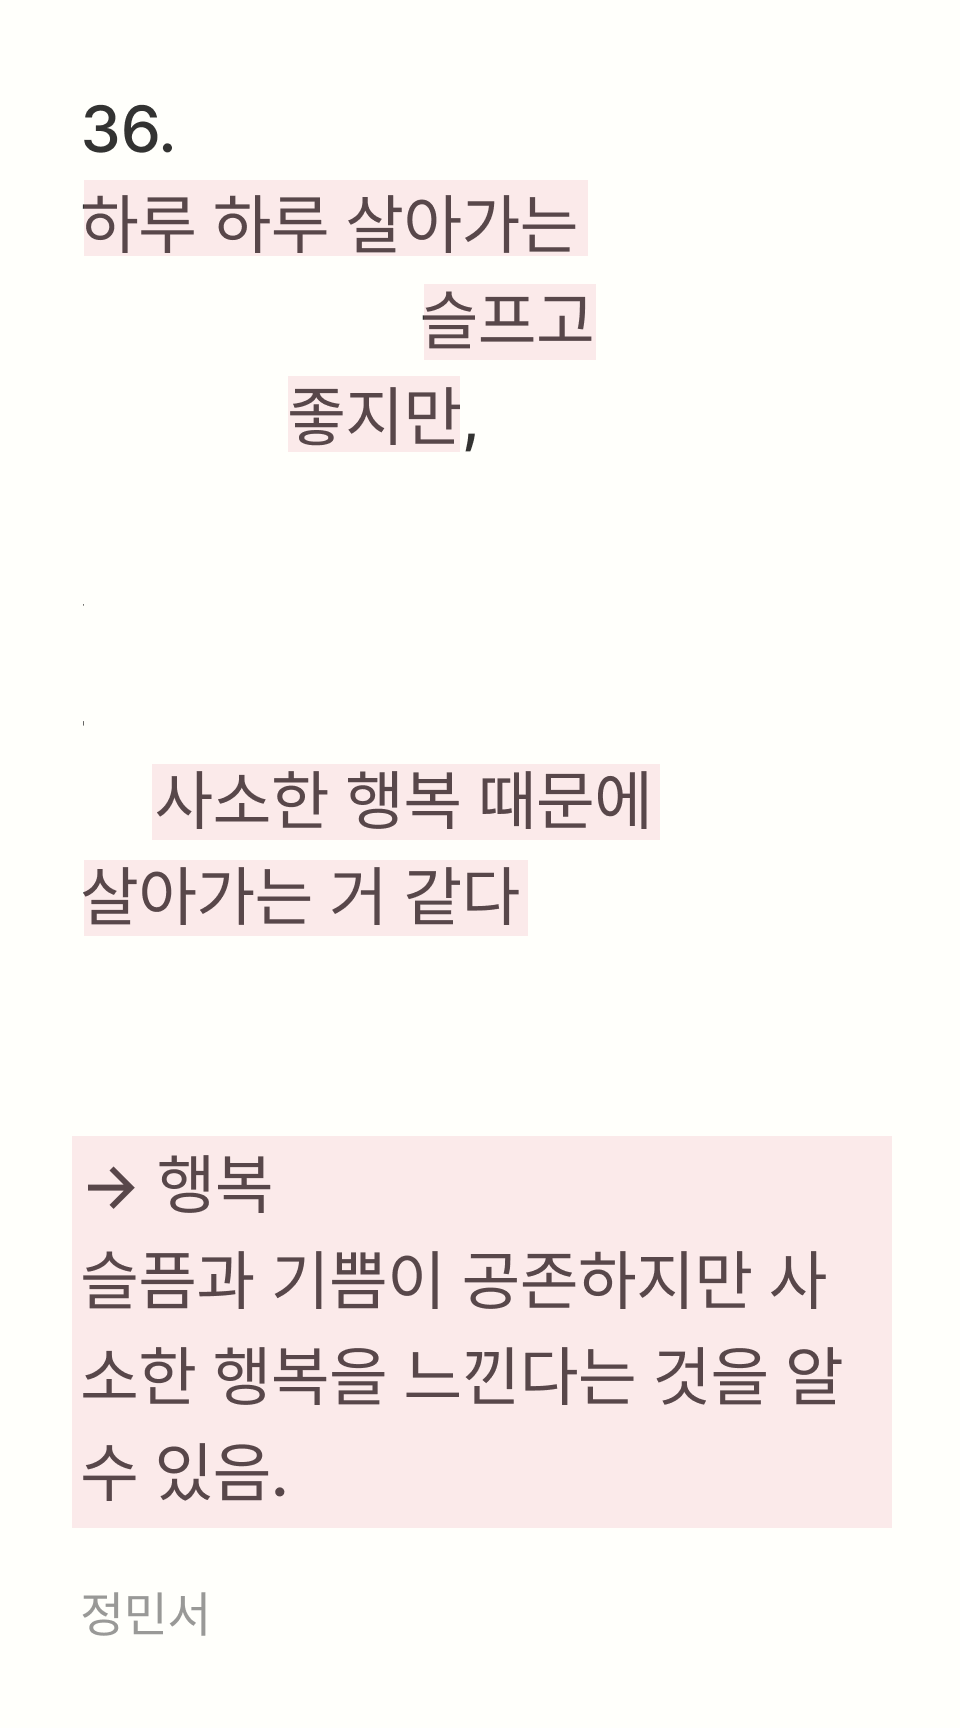 36.
하루 하루 살아가는
슬프고
좋지만,
사소한 행복 때문에
살아가는 거 같다
→ 행복
슬픔과 기쁨이 공존하지만 사
소한 행복을 느낀다는 것을 알
수 있음.
정민서